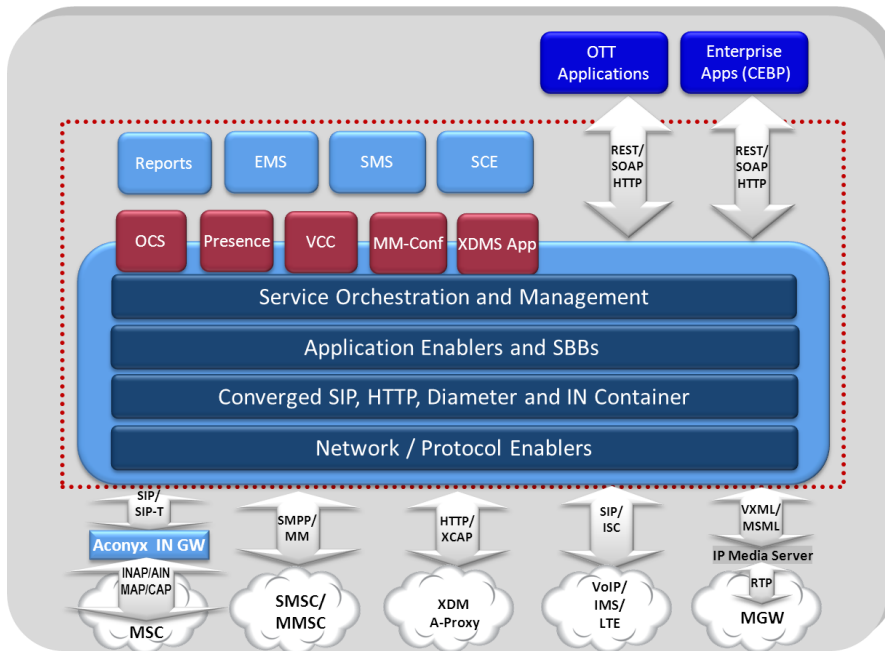 OTT
Applications
Enterprise
Apps (CEBP)
REST/
SOAP
HTTP
REST/
SOAP
HTTP
Reports
EMS
SMS
SCE
OCS
Presence
VCC
MM-Conf
XDMS App
Service Orchestration and Management
Application Enablers and SBBs
Converged SIP, HTTP, Diameter and IN Container
Network / Protocol Enablers
SIP/
SIP-T
Aconyx IN GW
INAP/AIN
MAP/CAP
MSC
SMPP/
MM
SMSC/
MMSC
HTTP/
XCAP
XDM
A-Proxy
SIP/
ISC
VoIP/
IMS/
LTE
VXML/
MSML
IP Media Server
RTP
MGW